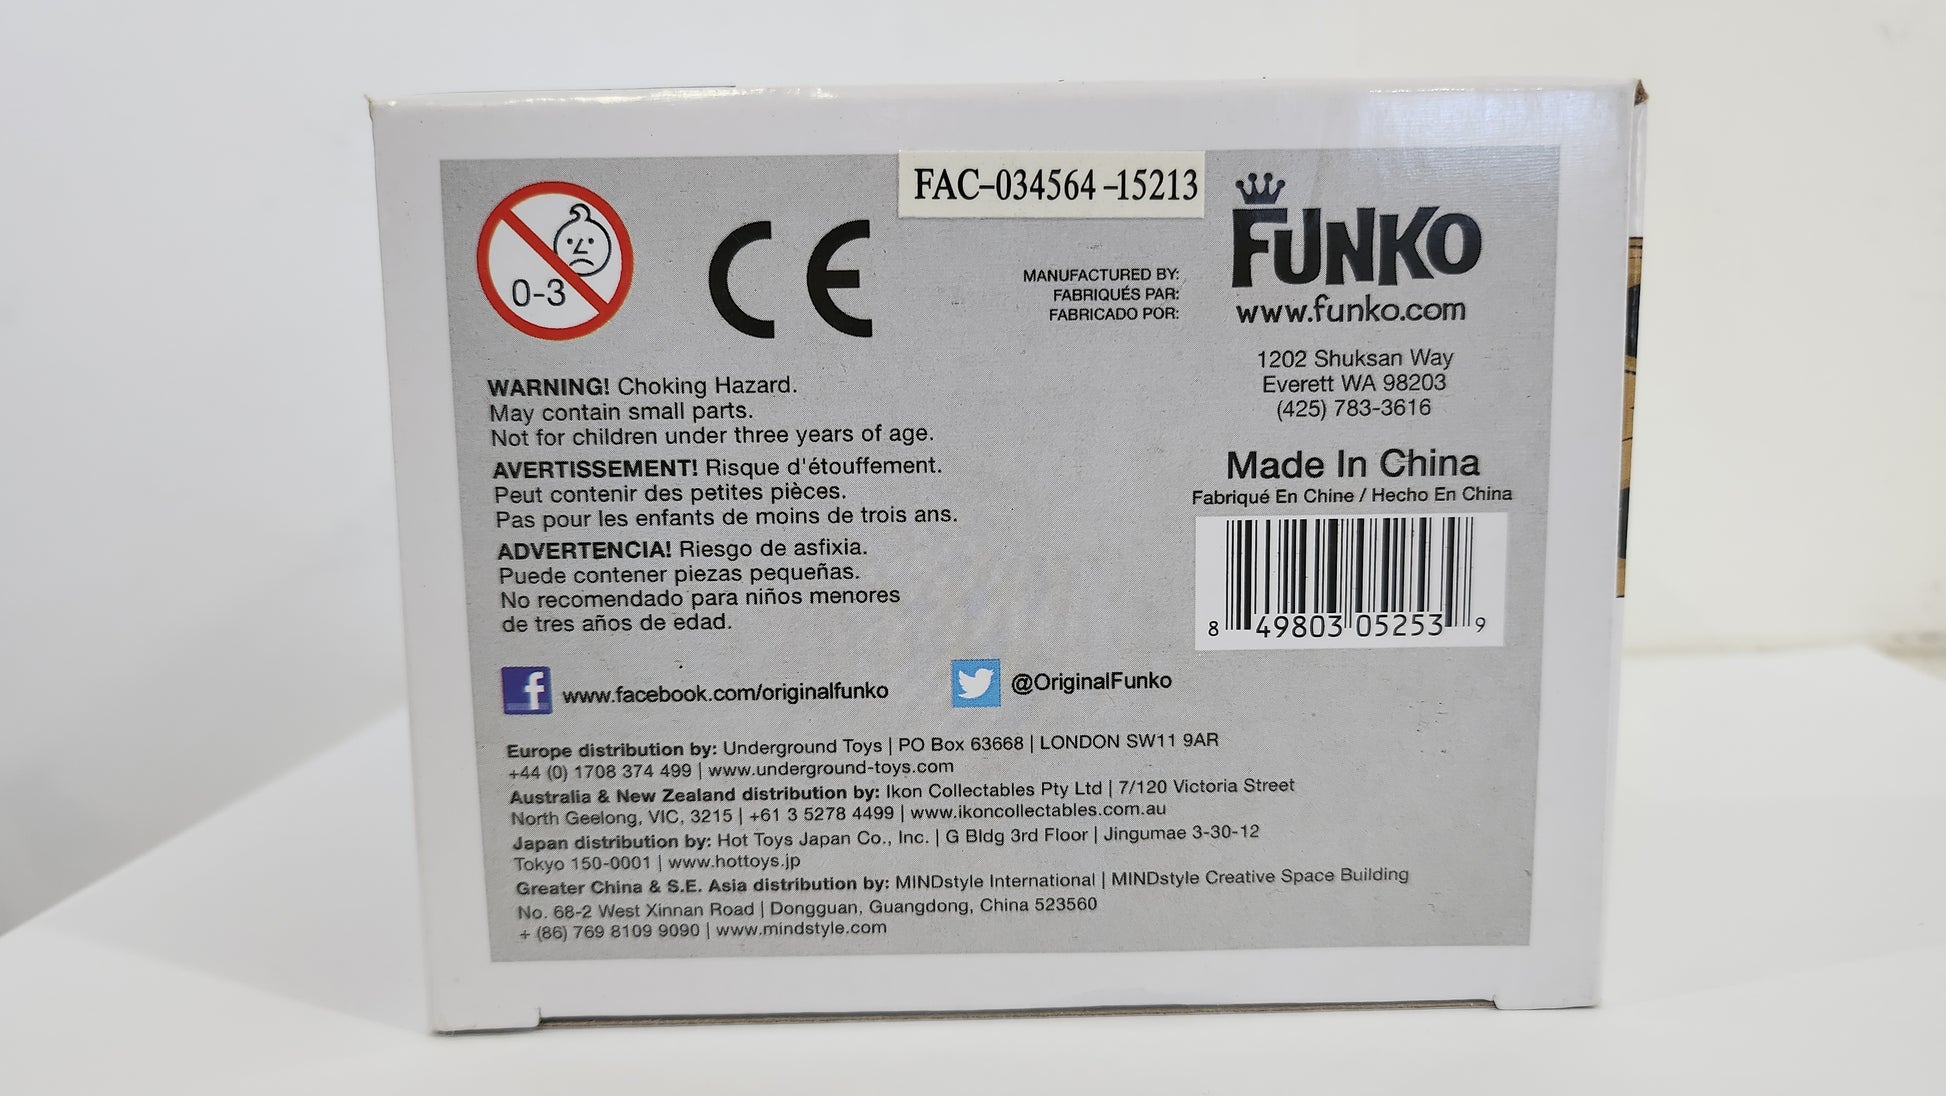 FAC-034564-15213
0-3
CE
MANUFACTURED BY:
FABRIQUÉS PAR:
FABRICADO POR:
FUNKO
www.funko.com
1202 Shuksan Way
Everett WA 98203
(425) 783-3616
WARNING! Choking Hazard.
May contain small parts.
Not for children under three years of age.
AVERTISSEMENT! Risque d'étouffement.
Peut contenir des petites pièces.
Pas pour les enfants de moins de trois ans.
ADVERTENCIA! Riesgo de asfixia.
Puede contener piezas pequeñas.
No recomendado para niños menores
de tres años de edad.
Made In China
Fabriqué En Chine / Hecho En China
8 49803 05253 9
f www.facebook.com/originalfunko
@OriginalFunko
Europe distribution by: Underground Toys | PO Box 63668 | LONDON SW11 9AR
+44 (0) 1708 374 499 | www.underground-toys.com
Australia & New Zealand distribution by: Ikon Collectables Pty Ltd | 7/120 Victoria Street
North Geelong, VIC, 3215 | +61 3 5278 4499 | www.ikoncollectables.com.au
Japan distribution by: Hot Toys Japan Co., Inc. | G Bldg 3rd Floor | Jingumae 3-30-12
Tokyo 150-0001 | www.hottoys.jp
Greater China & S.E. Asia distribution by: MINDstyle International | MINDstyle Creative Space Building
No. 68-2 West Xinnan Road | Dongguan, Guangdong, China 523560
+ (86) 769 8109 9090 | www.mindstyle.com